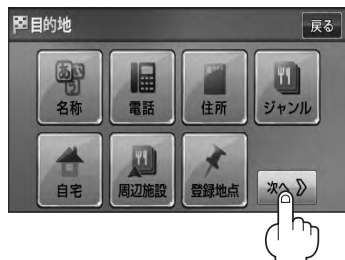 目的地
戻る
名称
電話
住所
ジャンル
自宅
周辺施設
登録地点
次へ